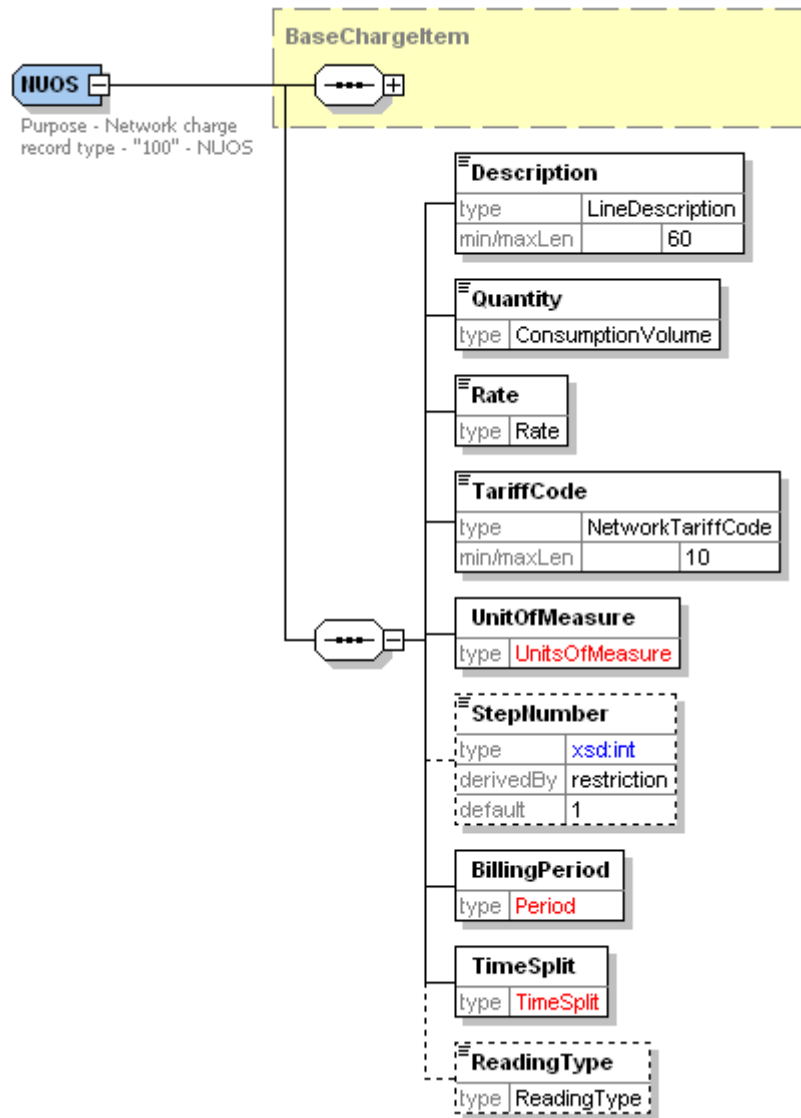 BaseChargeItem
NUOS
Purpose - Network charge
record type - "100" - NUOS
Description
type LineDescription
min/maxLen 60
Quantity
type ConsumptionVolume
Rate
type Rate
TariffCode
type NetworkTariffCode
min/maxLen 10
UnitOfMeasure
type UnitsOfMeasure
StepNumber
type xsd:int
derivedBy restriction
default 1
BillingPeriod
type Period
TimeSplit
type TimeSplit
ReadingType
type ReadingType